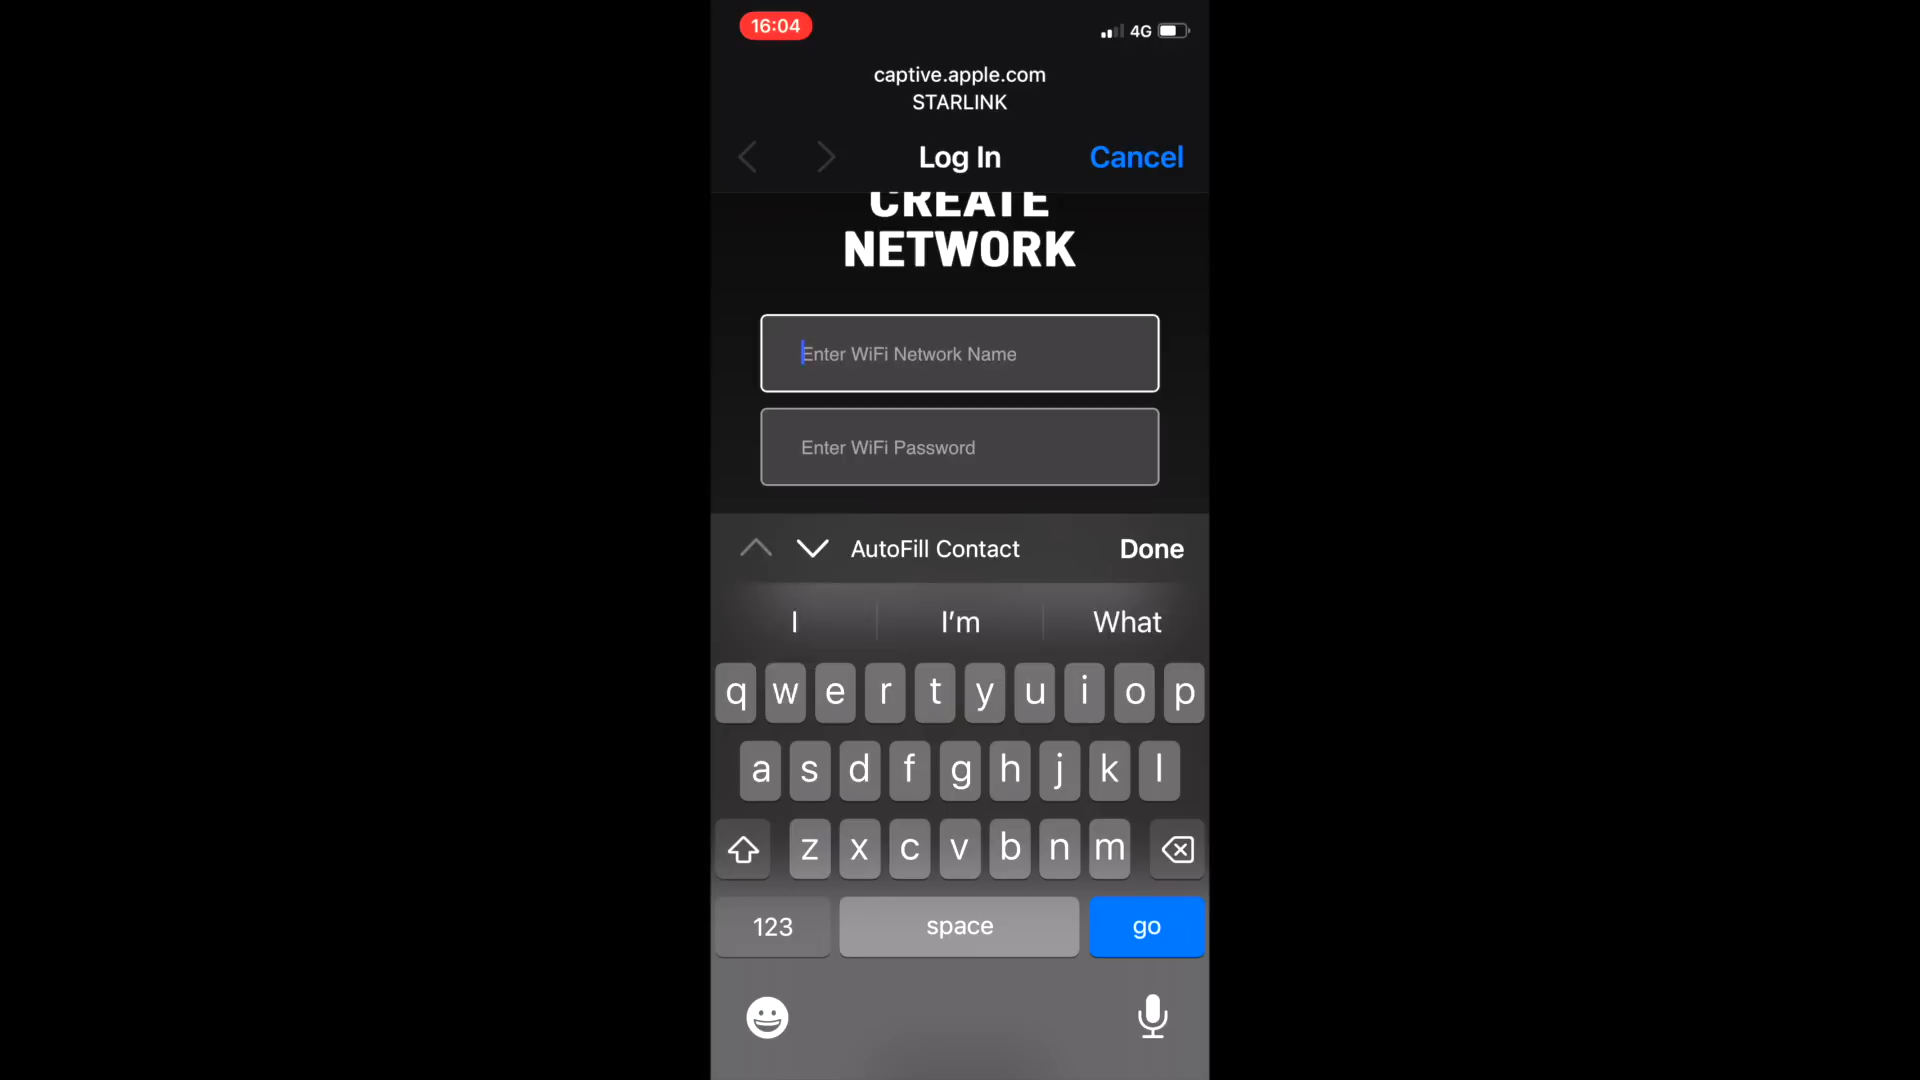 16:04
4G
captive.apple.com
STARLINK
Log In
Cancel
CREATE
NETWORK
Enter WiFi Network Name
Enter WiFi Password
AutoFill Contact
Done
I
I'm
What
q w e r t y u i o p
a s d f g h j k l
z x c v b n m
123
space
go